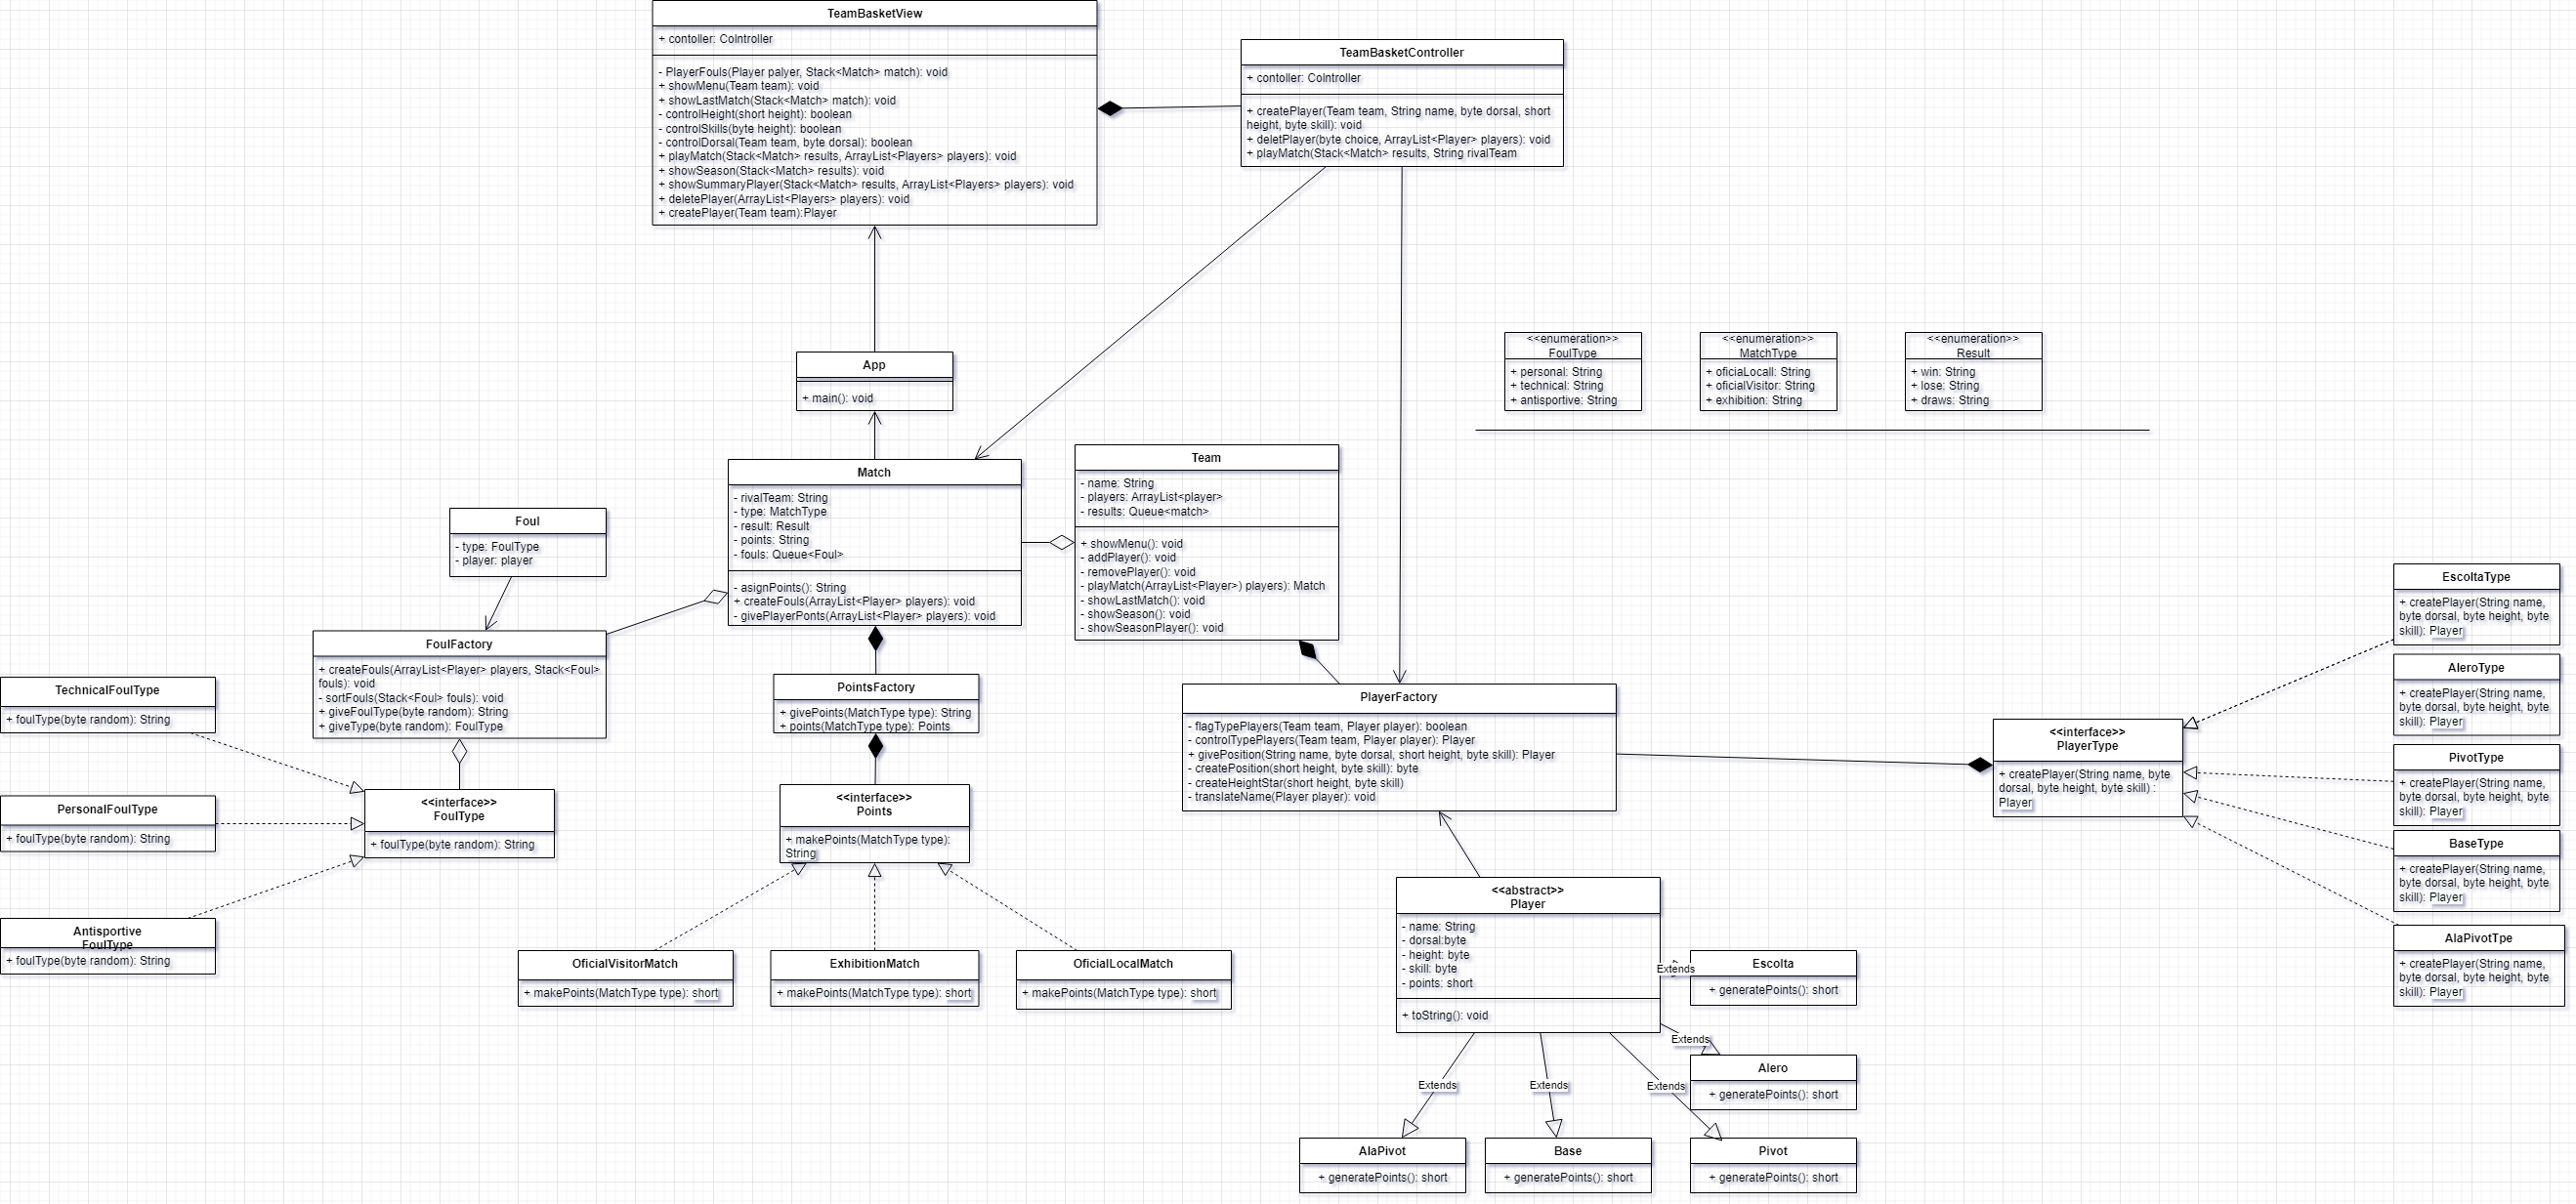 TeamBasketView
+ contoller: Colntroller
- PlayerFouls(Player palyer, Stack<Match> match): void
+ showMenu(Team team): void
+ showLastMatch(Stack<Match> match): void
- controlHeight(short height): boolean
- controlSkills(byte height): boolean
- controlDorsal(Team team, byte dorsal): boolean
+ playMatch(Stack<Match> results, ArrayList<Players> players): void
+ showSeason(Stack<Match> results): void
+ showSummaryPlayer(Stack<Match> results, ArrayList<Players> players): void
+ deletePlayer(ArrayList<Players> players): void
+ createPlayer(Team team):Player
TeamBasketController
+ contoller: Colntroller
+ createPlayer(Team team, String name, byte dorsal, short
height, byte skill): void
+ deletPlayer(byte choice, ArrayList<Player> players): void
+ playMatch(Stack<Match> results, String rivalTeam
App
+ main(): void
<<enumeration>>
FoulType
+ personal: String
+ technical: String
+ antisportive: String
<<enumeration>>
MatchType
+ oficiaLocall: String
+ oficialVisitor: String
+ exhibition: String
<<enumeration>>
Result
+ win: String
+ lose: String
+ draws: String
Match
- rivalTeam: String
- type: MatchType
- result: Result
- points: String
- fouls: Queue<Foul>
- asignPoints(): String
+ createFouls(ArrayList<Player> players): void
- givePlayerPonts(ArrayList<Player> players): void
Team
- name: String
- players: ArrayList<player>
- results: Queue<match>
+ showMenu(): void
- addPlayer(): void
- removePlayer(): void
- playMatch(ArrayList<Player>) players): Match
- showLastMatch(): void
- showSeason(): void
- showSeasonPlayer(): void
Foul
- type: FoulType
- player: player
FoulFactory
+ createFouls(ArrayList<Player> players, Stack<Foul>
fouls): void
- sortFouls(Stack<Foul> fouls): void
+ giveFoulType(byte random): String
+ giveType(byte random): FoulType
TechnicalFoulType
+ foulType(byte random): String
PersonalFoulType
+ foulType(byte random): String
Antisportive
FoulType
+ foulType(byte random): String
<<interface>>
FoulType
+ foulType(byte random): String
PointsFactory
+ givePoints(MatchType type): String
+ points(MatchType type): Points
<<interface>>
Points
+ makePoints(MatchType type):
String
OficialVisitorMatch
+ makePoints(MatchType type): short
ExhibitionMatch
+ makePoints(MatchType type): short
OficialLocalMatch
+ makePoints(MatchType type): short
PlayerFactory
- flagTypePlayers(Team team, Player player): boolean
- controlTypePlayers(Team team, Player player): Player
+ givePosition(String name, byte dorsal, short height, byte skill): Player
- createPosition(short height, byte skill): byte
- createHeightStar(short height, byte skill)
- translateName(Player player): void
<<interface>>
PlayerType
+ createPlayer(String name, byte
dorsal, byte height, byte skill) :
Player
EscoltaType
+ createPlayer(String name,
byte dorsal, byte height, byte
skill): Player
AleroType
+ createPlayer(String name,
byte dorsal, byte height, byte
skill): Player
PivotType
+ createPlayer(String name,
byte dorsal, byte height, byte
skill): Player
BaseType
+ createPlayer(String name,
byte dorsal, byte height, byte
skill): Player
AlaPivotTpe
+ createPlayer(String name,
byte dorsal, byte height, byte
skill): Player
<<abstract>>
Player
- name: String
- dorsal:byte
- height: byte
- skill: byte
- points: short
+ toString(): void
Extends
Escolta
+ generatePoints(): short
Extends
Alero
+ generatePoints(): short
Extends
Extends
Extends
AlaPivot
+ generatePoints(): short
Base
+ generatePoints(): short
Pivot
+ generatePoints(): short